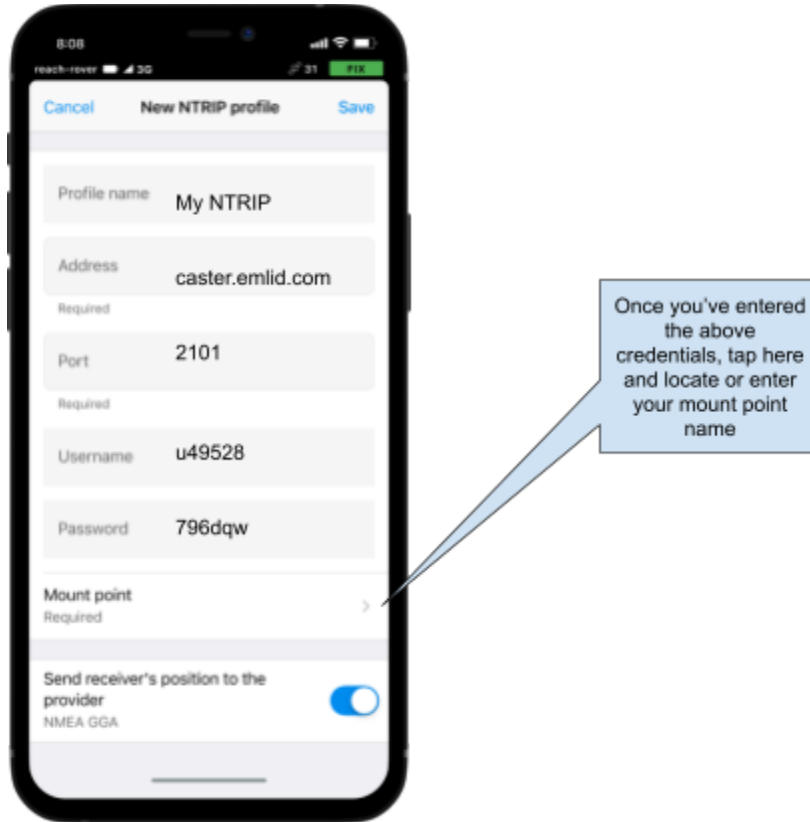 8:08
reach-rover 3G 31 FIX
Cancel New NTRIP profile Save
Profile name My NTRIP
Address caster.emlid.com
Required
Port 2101
Required
Username u49528
Password 796dqw
Mount point
Required
Send receiver's position to the
provider
NMEA GGA
Once you've entered
the above
credentials, tap here
and locate or enter
your mount point
name